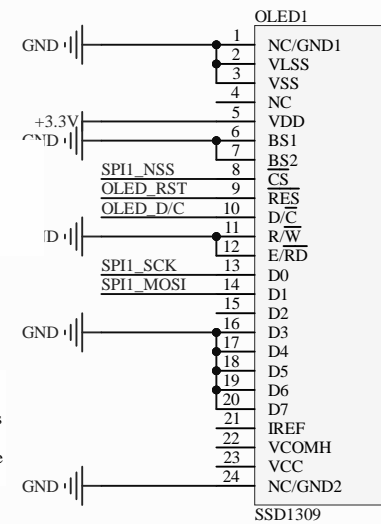 OLED1
GND 1 NC/GND1
2 VLSS
3 VSS
4 NC
+3.3V 5 VDD
GND 6 BS1
7 BS2
SPI1_NSS 8 CS
OLED_RST 9 RES
OLED_D/C 10 D/C
11 R/W
12 E/RD
SPI1_SCK 13 D0
SPI1_MOSI 14 D1
15 D2
GND 16 D3
17 D4
18 D5
19 D6
20 D7
21 IREF
22 VCOMH
23 VCC
GND 24 NC/GND2
SSD1309